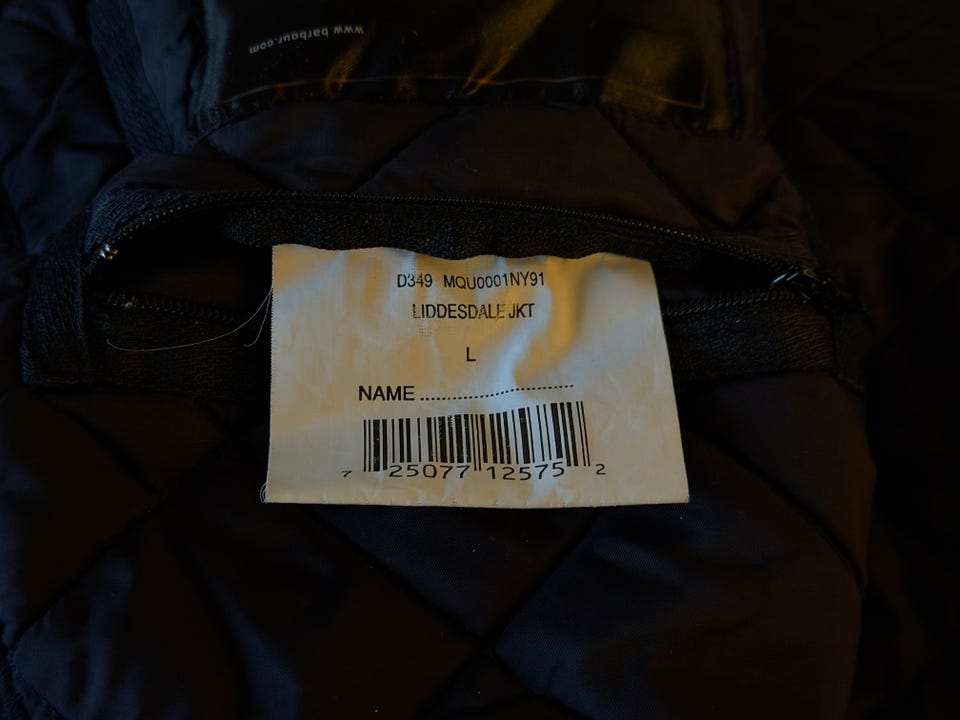 www.barbour.com
D349 MQU0001NY91
LIDDESDALE JKT
L
NAME ............................
7 25077 12575 2